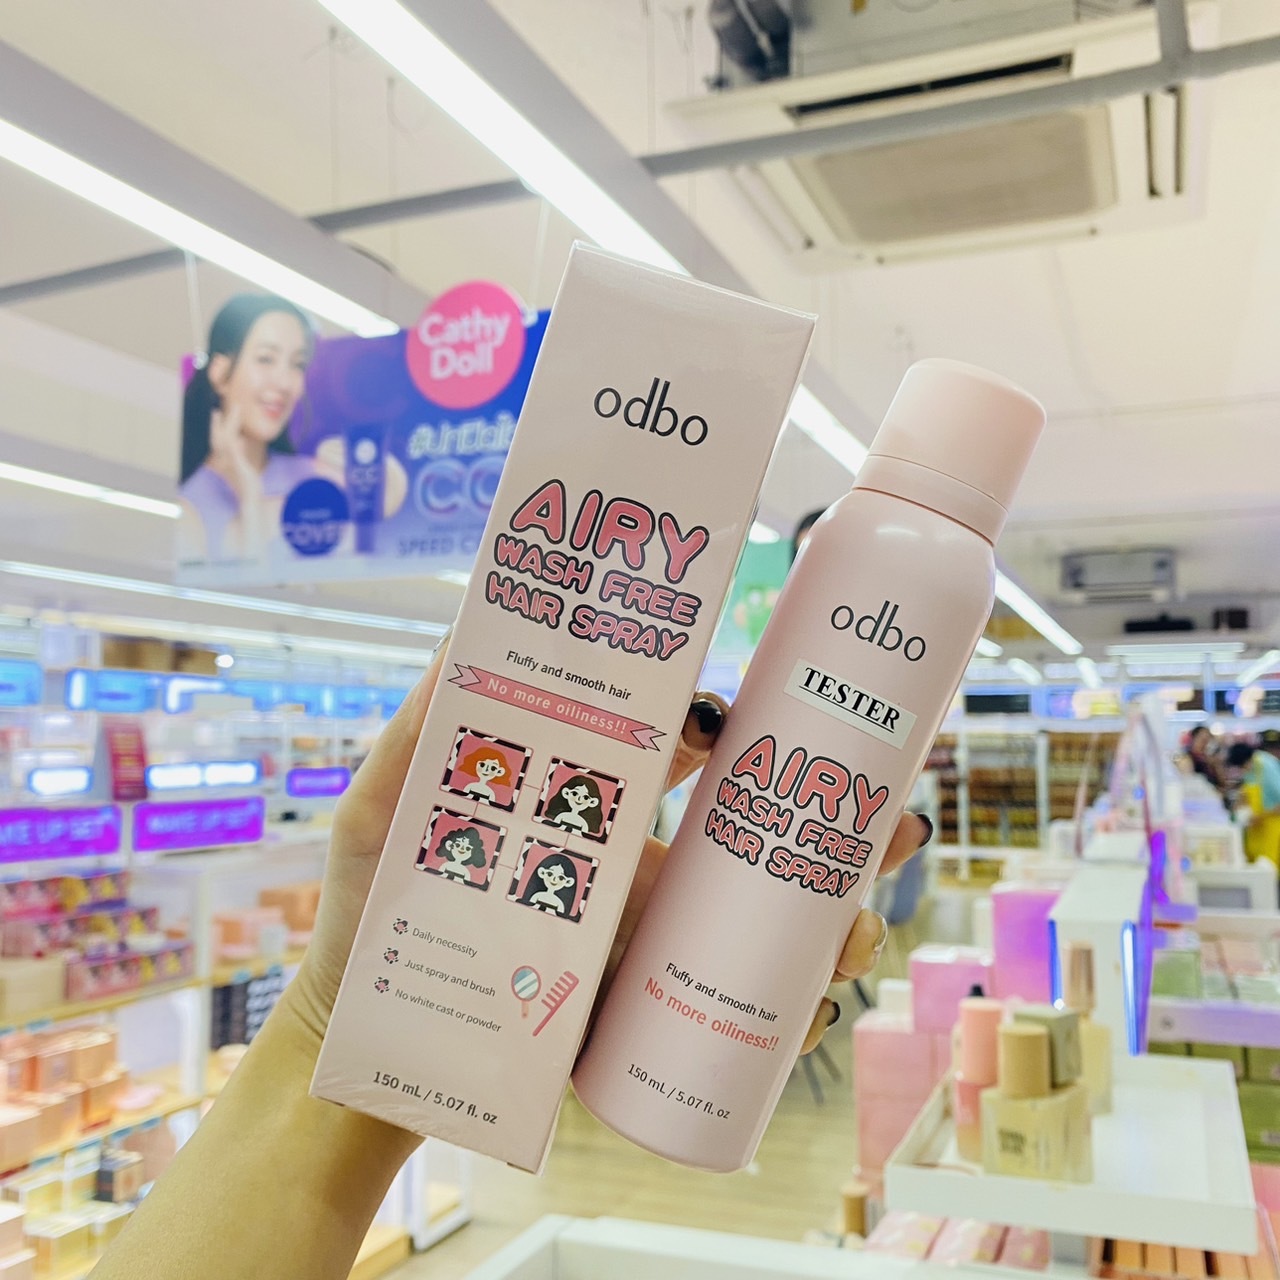 Cathy
Doll
CC
odbo
AIRY
WASH FREE
HAIR SPRAY
Fluffy and smooth hair
No more oiliness!!
Daily necessity
Just spray and brush
No white cast or powder
150 mL / 5.07 fl. oz
odbo
TESTER
AIRY
WASH FREE
HAIR SPRAY
Fluffy and smooth hair
No more oiliness!!
150 mL / 5.07 fl. oz